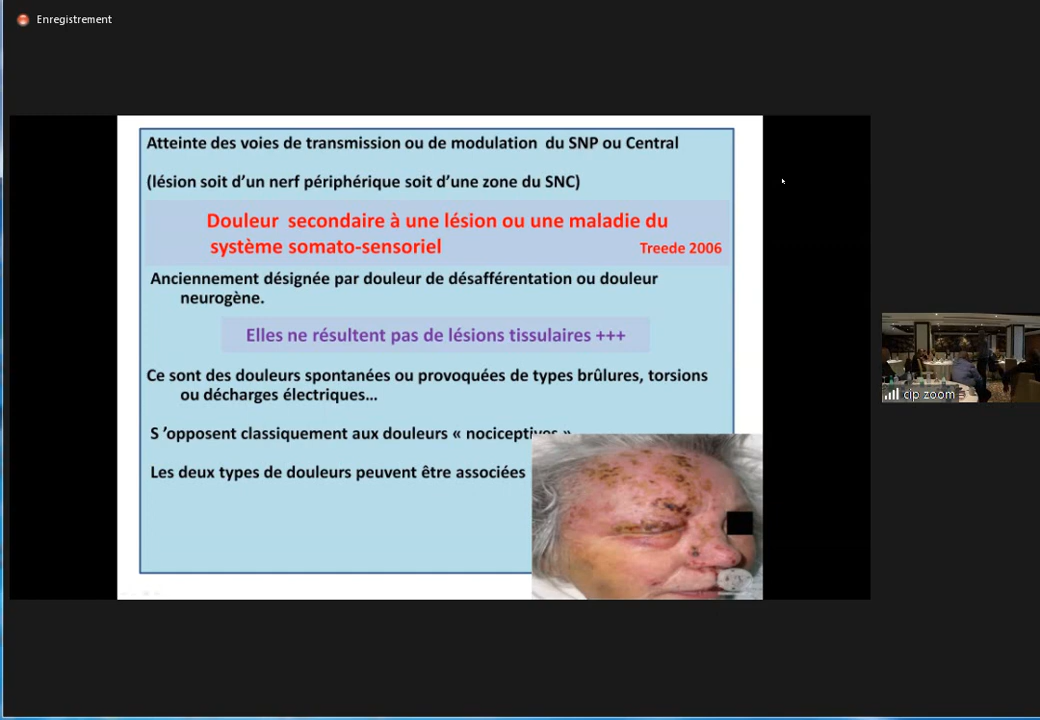 Enregistrement
Atteinte des voies de transmission ou de modulation du SNP ou Central
(lésion soit d’un nerf périphérique soit d’une zone du SNC)
Douleur secondaire à une lésion ou une maladie du
système somato-sensoriel
Treede 2006
Anciennement désignée par douleur de désafférentation ou douleur
neurogène.
Elles ne résultent pas de lésions tissulaires +++
Ce sont des douleurs spontanées ou provoquées de types brûlures, torsions
ou décharges électriques…
S ’opposent classiquement aux douleurs « nociceptives »
Les deux types de douleurs peuvent être associées
cip zoom